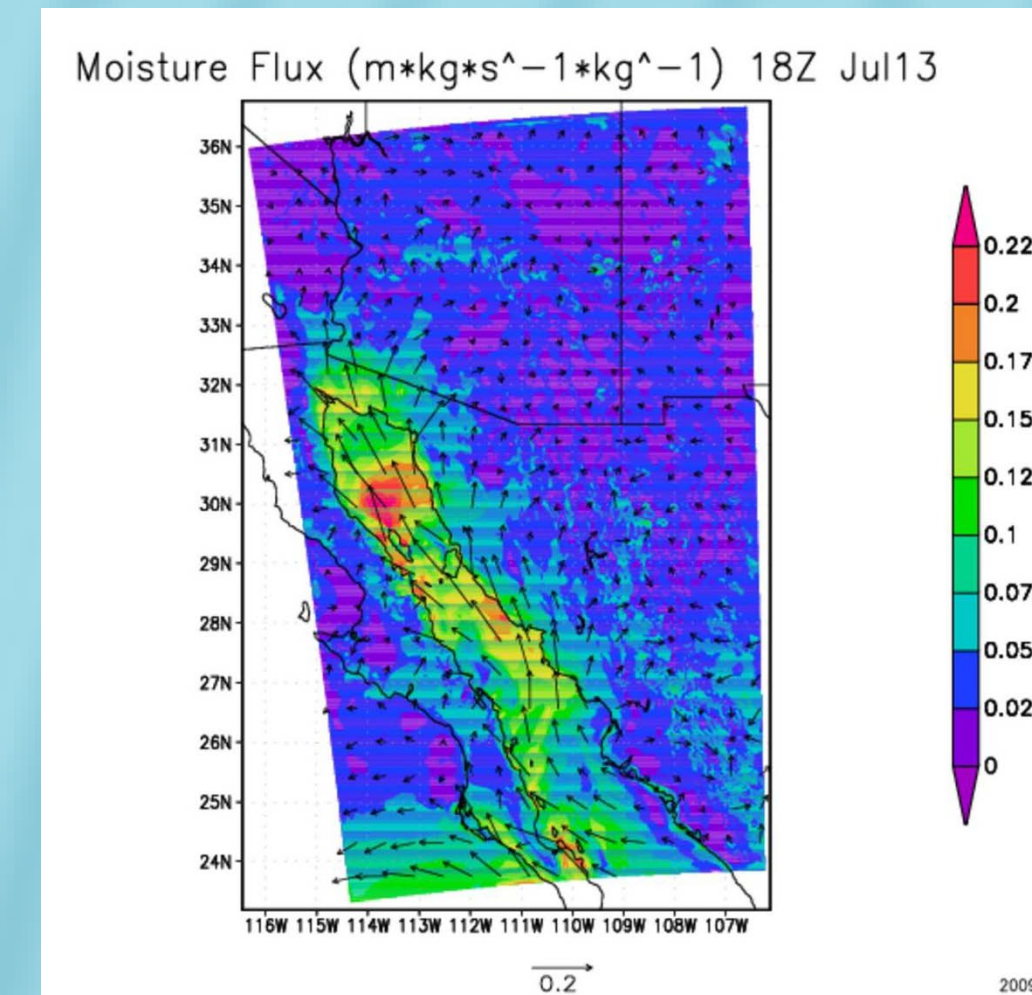 Moisture Flux (m*kg*s^-1*kg^-1) 18Z Jul13
36N
35N
34N
33N
32N
31N
30N
29N
28N
27N
26N
25N
24N
116W 115W 114W 113W 112W 111W 110W 109W 108W 107W
0.2
0.22
0.2
0.17
0.15
0.12
0.1
0.07
0.05
0.02
0
2009